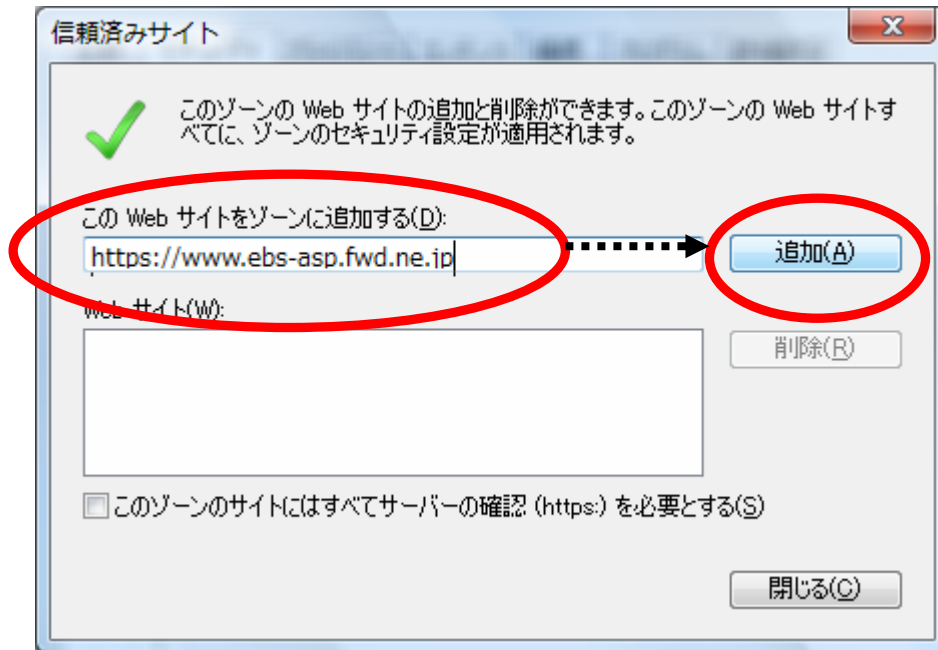 信頼済みサイト
このゾーンの Web サイトの追加と削除ができます。このゾーンの Web サイトす
べてに、ゾーンのセキュリティ設定が適用されます。
この Web サイトをゾーンに追加する(D):
https://www.ebs-asp.fwd.ne.jp
追加(A)
Web サイト(W):
削除(R)
このゾーンのサイトにはすべてサーバーの確認 (https:) を必要とする(S)
閉じる(C)